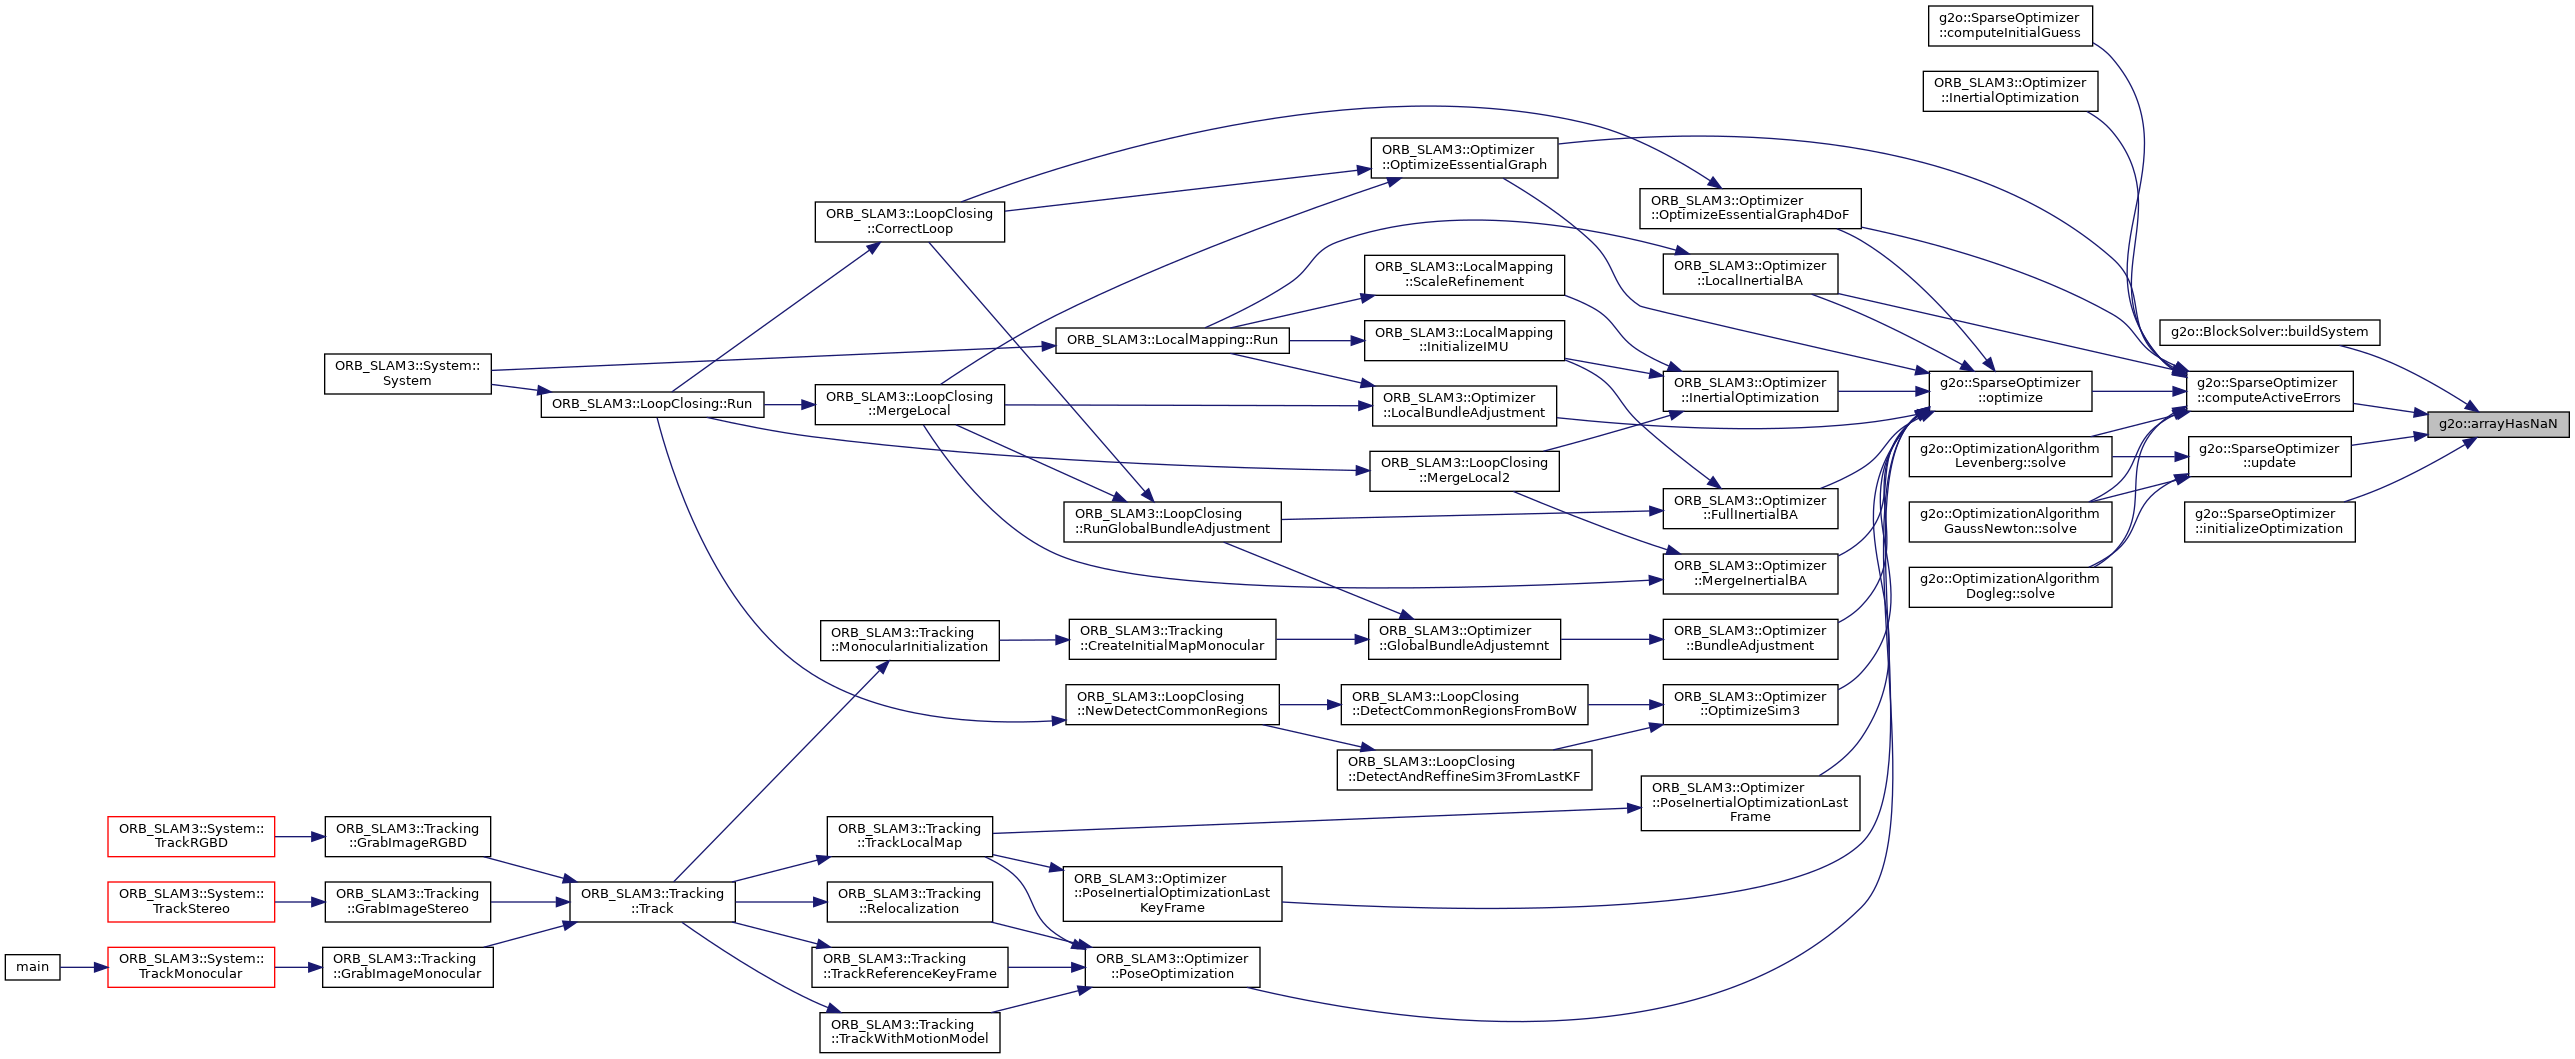 g2o::SparseOptimizer
::computeInitialGuess
ORB_SLAM3::Optimizer
::InertialOptimization
ORB_SLAM3::Optimizer
::OptimizeEssentialGraph
ORB_SLAM3::Optimizer
::OptimizeEssentialGraph4DoF
ORB_SLAM3::LoopClosing
::CorrectLoop
ORB_SLAM3::Optimizer
::LocalInertialBA
ORB_SLAM3::LocalMapping
::ScaleRefinement
ORB_SLAM3::LocalMapping::Run
ORB_SLAM3::LocalMapping
::InitializeIMU
g2o::BlockSolver::buildSystem
ORB_SLAM3::System::
System
ORB_SLAM3::LoopClosing::Run
ORB_SLAM3::LoopClosing
::MergeLocal
ORB_SLAM3::Optimizer
::LocalBundleAdjustment
ORB_SLAM3::Optimizer
::InertialOptimization
g2o::SparseOptimizer
::optimize
g2o::SparseOptimizer
::computeActiveErrors
g2o::arrayHasNaN
g2o::OptimizationAlgorithm
Levenberg::solve
g2o::SparseOptimizer
::update
ORB_SLAM3::LoopClosing
::MergeLocal2
ORB_SLAM3::LoopClosing
::RunGlobalBundleAdjustment
ORB_SLAM3::Optimizer
::FullInertialBA
g2o::OptimizationAlgorithm
GaussNewton::solve
g2o::SparseOptimizer
::initializeOptimization
ORB_SLAM3::Optimizer
::MergeInertialBA
g2o::OptimizationAlgorithm
Dogleg::solve
ORB_SLAM3::Tracking
::MonocularInitialization
ORB_SLAM3::Tracking
::CreateInitialMapMonocular
ORB_SLAM3::Optimizer
::GlobalBundleAdjustemnt
ORB_SLAM3::Optimizer
::BundleAdjustment
ORB_SLAM3::LoopClosing
::NewDetectCommonRegions
ORB_SLAM3::LoopClosing
::DetectCommonRegionsFromBoW
ORB_SLAM3::Optimizer
::OptimizeSim3
ORB_SLAM3::LoopClosing
::DetectAndReffineSim3FromLastKF
ORB_SLAM3::Optimizer
::PoseInertialOptimizationLast
Frame
ORB_SLAM3::System::
TrackRGBD
ORB_SLAM3::Tracking
::GrabImageRGBD
ORB_SLAM3::Tracking
::TrackLocalMap
ORB_SLAM3::Optimizer
::PoseInertialOptimizationLast
KeyFrame
ORB_SLAM3::System::
TrackStereo
ORB_SLAM3::Tracking
::GrabImageStereo
ORB_SLAM3::Tracking
::Track
ORB_SLAM3::Tracking
::Relocalization
main
ORB_SLAM3::System::
TrackMonocular
ORB_SLAM3::Tracking
::GrabImageMonocular
ORB_SLAM3::Tracking
::TrackReferenceKeyFrame
ORB_SLAM3::Optimizer
::PoseOptimization
ORB_SLAM3::Tracking
::TrackWithMotionModel